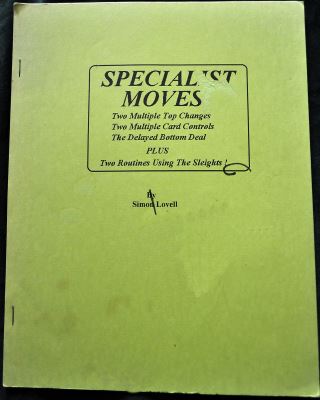 SPECIALIST
MOVES
Two Multiple Top Changes
Two Multiple Card Controls
The Delayed Bottom Deal
PLUS
Two Routines Using The Sleights !
By
Simon Lovell